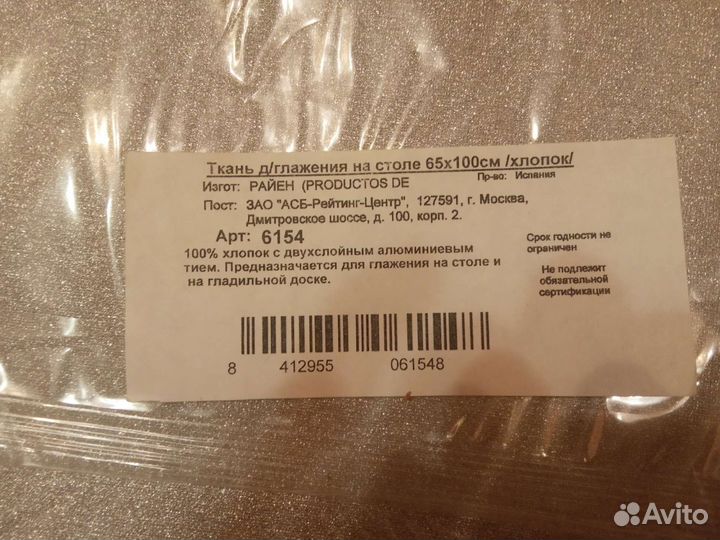 Ткань д/глажения на столе 65х100см /хлопок/
Изгот: РАЙЕН (PRODUCTOS DE
Пр-во: Испания
Пост: ЗАО "АСБ-Рейтинг-Центр", 127591, г. Москва,
Дмитровское шоссе, д. 100, корп. 2.
Арт: 6154
100% хлопок с двухслойным алюминиевым
тием. Предназначается для глажения на столе и
на гладильной доске.
Срок годности не
ограничен
Не подлежит
обязательной
сертификации
8 412955 061548
Avito